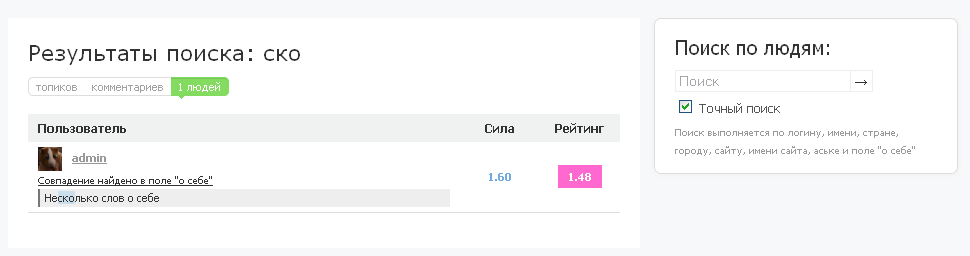 Результаты поиска: ско
топиков комментариев 1 людей
Пользователь Сила Рейтинг
admin
Совпадение найдено в поле "о себе"
1.60 1.48
Несколько слов о себе
Поиск по людям:
Поиск →
Точный поиск
Поиск выполняется по логину, имени, стране,
городу, сайту, имени сайта, аське и поле "о себе"